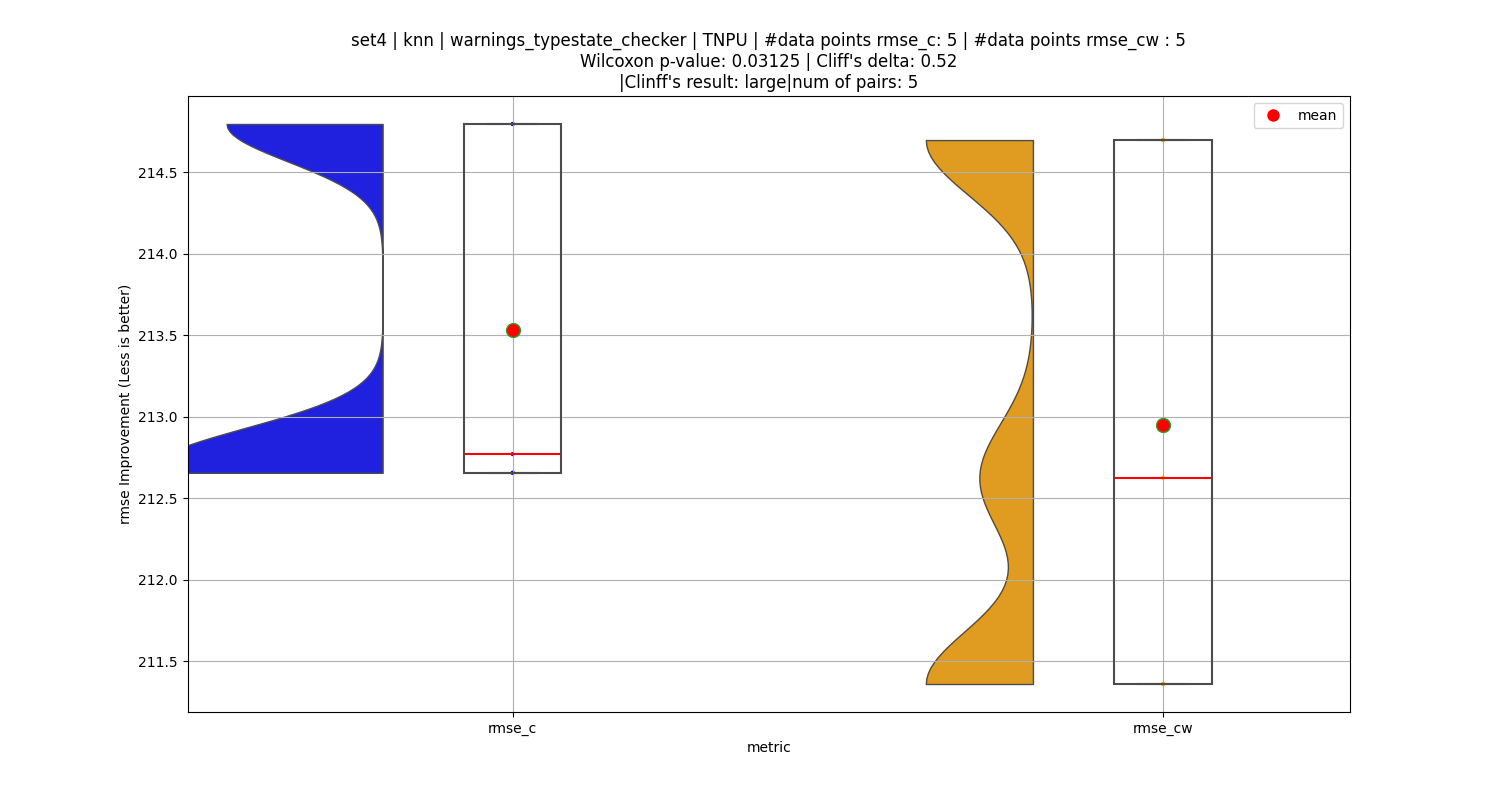 set4 | knn | warnings_typestate_checker | TNPU | #data points rmse_c: 5 | #data points rmse_cw : 5
Wilcoxon p-value: 0.03125 | Cliff's delta: 0.52
|Clinff's result: large|num of pairs: 5
mean
214.5
214.0
213.5
213.0
212.5
212.0
211.5
rmse Improvement (Less is better)
rmse_c
rmse_cw
metric